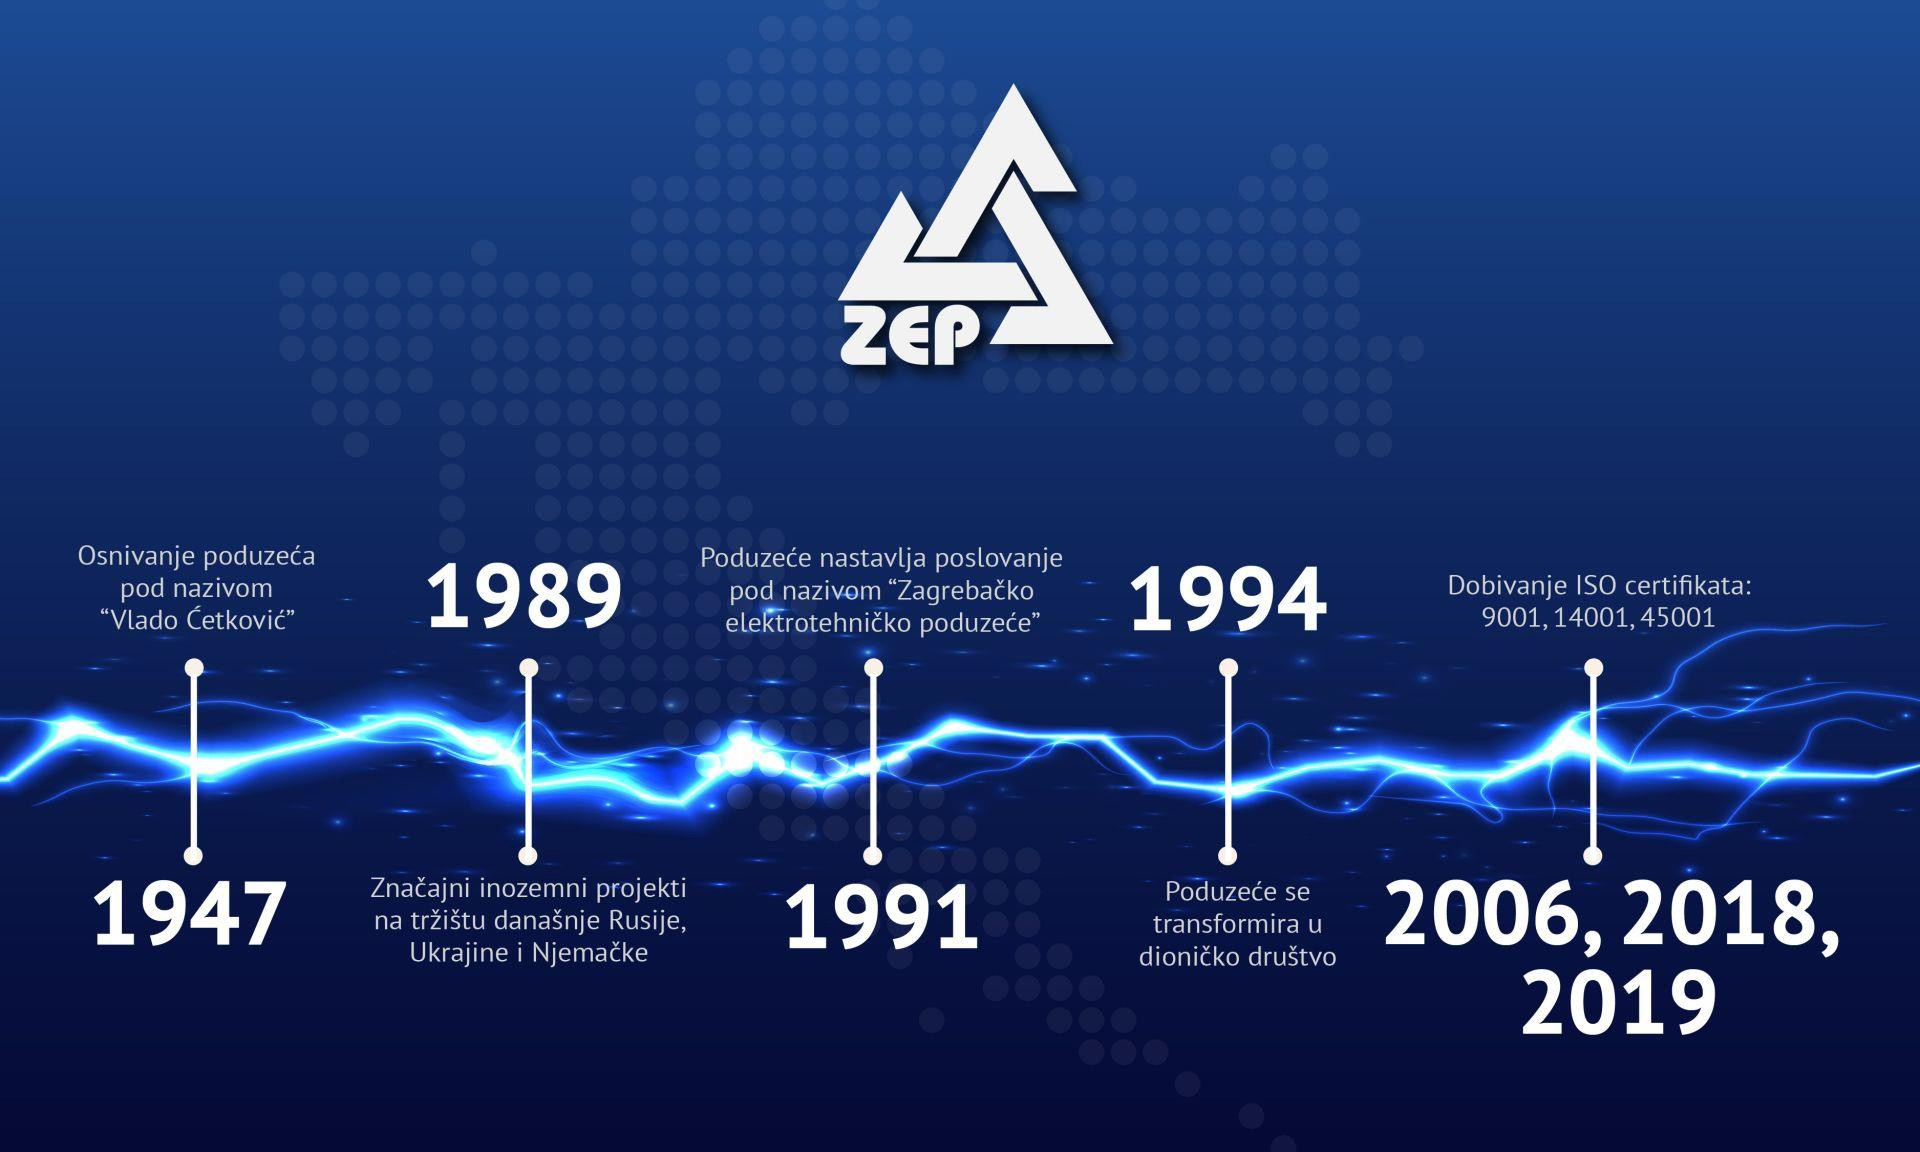 ZEP
Osnivanje poduzeća
pod nazivom
“Vlado Ćetković”
1947
1989
Značajni inozemni projekti
na tržištu današnje Rusije,
Ukrajine i Njemačke
Poduzeće nastavlja poslovanje
pod nazivom “Zagrebačko
elektrotehničko poduzeće”
1991
1994
Poduzeće se
transformira u
dioničko društvo
Dobivanje ISO certifikata:
9001, 14001, 45001
2006, 2018,
2019